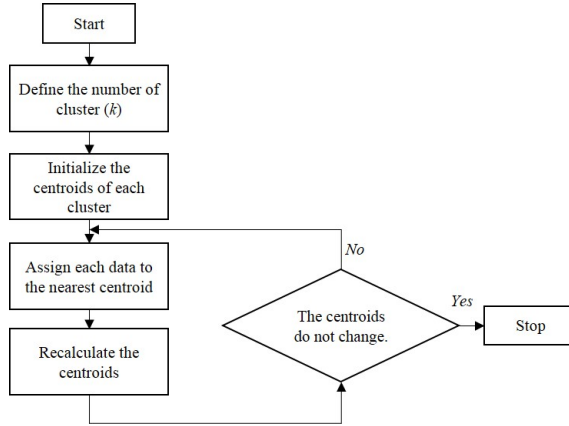 Start
Define the number of
cluster (k)
Initialize the
centroids of each
cluster
Assign each data to
the nearest centroid
Recalculate the
centroids
No
The centroids
do not change.
Yes
Stop